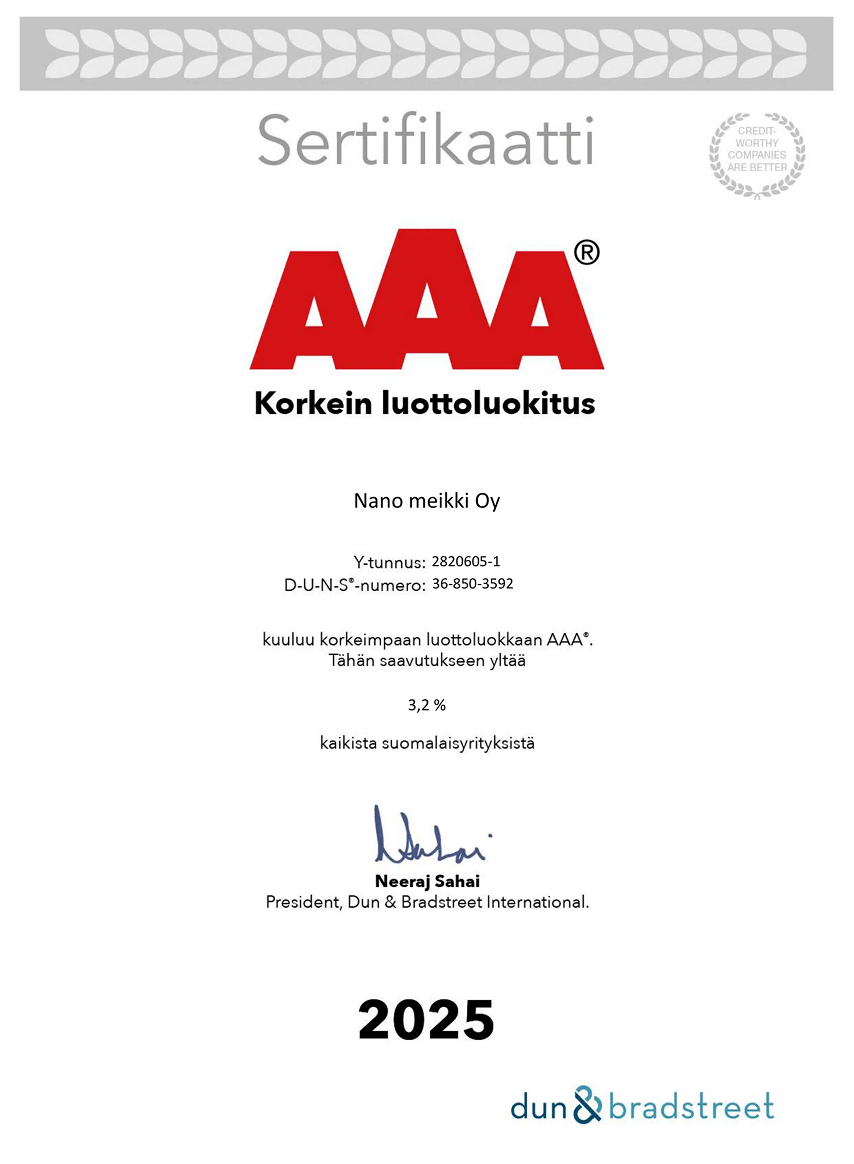 Sertifikaatti
CREDIT-
WORTHY
COMPANIES
ARE BETTER
AAA®
Korkein luottoluokitus
Nano meikki Oy
Y-tunnus: 2820605-1
D-U-N-S®-numero: 36-850-3592
kuuluu korkeimpaan luottoluokkaan AAA®.
Tähän saavutukseen yltää
3,2 %
kaikista suomalaisyrityksistä
N Sahai
Neeraj Sahai
President, Dun & Bradstreet International.
2025
dun & bradstreet